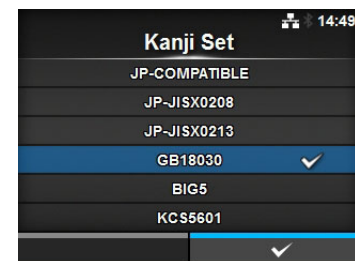 14:49
Kanji Set
JP-COMPATIBLE
JP-JISX0208
JP-JISX0213
GB18030
BIG5
KCS5601